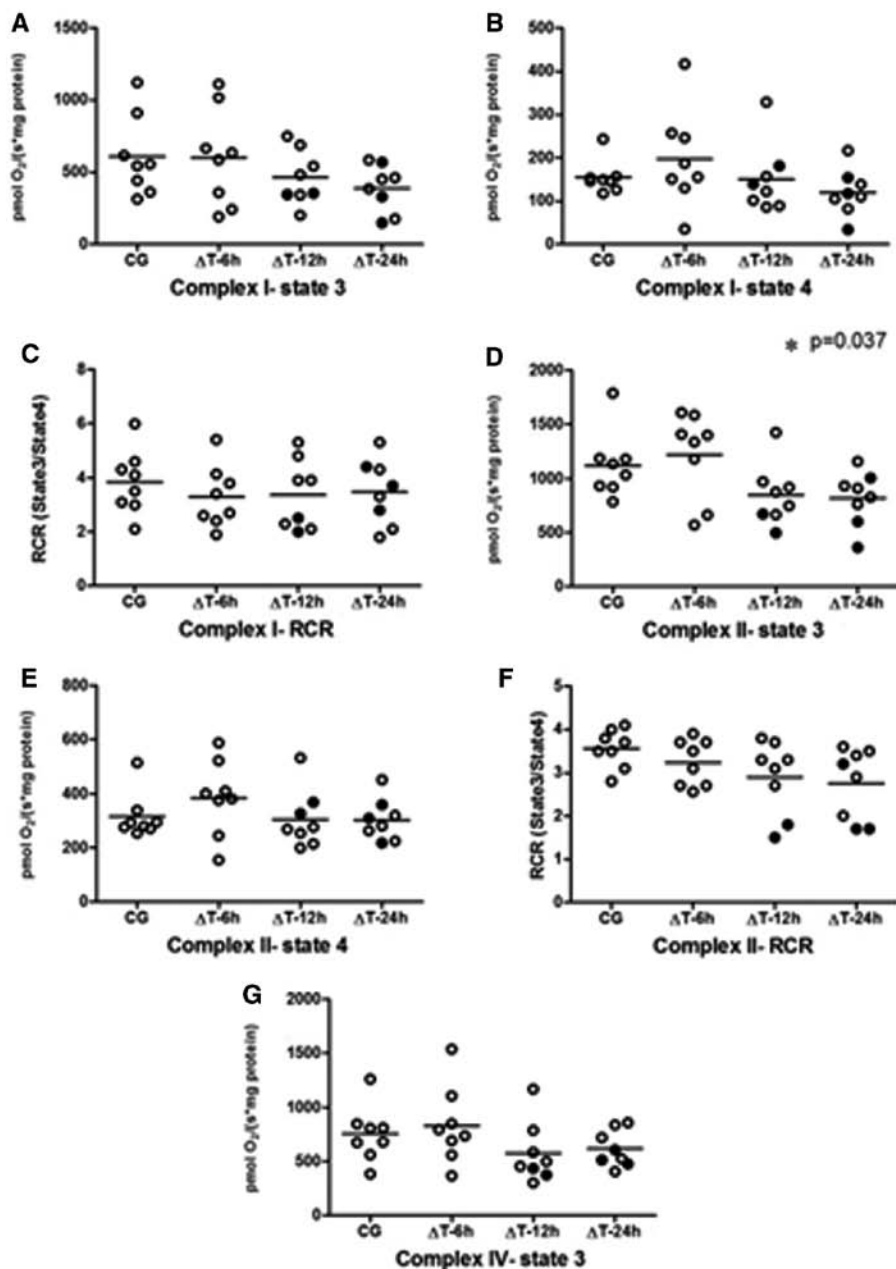 A
pmol O₂/(s*mg protein)
1500
1000
500
0
CG ΔT-6h ΔT-12h ΔT-24h
Complex I- state 3
B
pmol O₂/(s*mg protein)
500
400
300
200
100
0
CG ΔT-6h ΔT-12h ΔT-24h
Complex I- state 4
C
RCR (State3/State4)
8
6
4
2
0
CG ΔT-6h ΔT-12h ΔT-24h
Complex I- RCR
D
* p=0.037
pmol O₂/(s*mg protein)
2000
1500
1000
500
0
CG ΔT-6h ΔT-12h ΔT-24h
Complex II- state 3
E
pmol O₂/(s*mg protein)
800
600
400
200
0
CG ΔT-6h ΔT-12h ΔT-24h
Complex II- state 4
F
RCR (State3/State4)
5
4
3
2
1
0
CG ΔT-6h ΔT-12h ΔT-24h
Complex II- RCR
G
pmol O₂/(s*mg protein)
2000
1500
1000
500
0
CG ΔT-6h ΔT-12h ΔT-24h
Complex IV- state 3